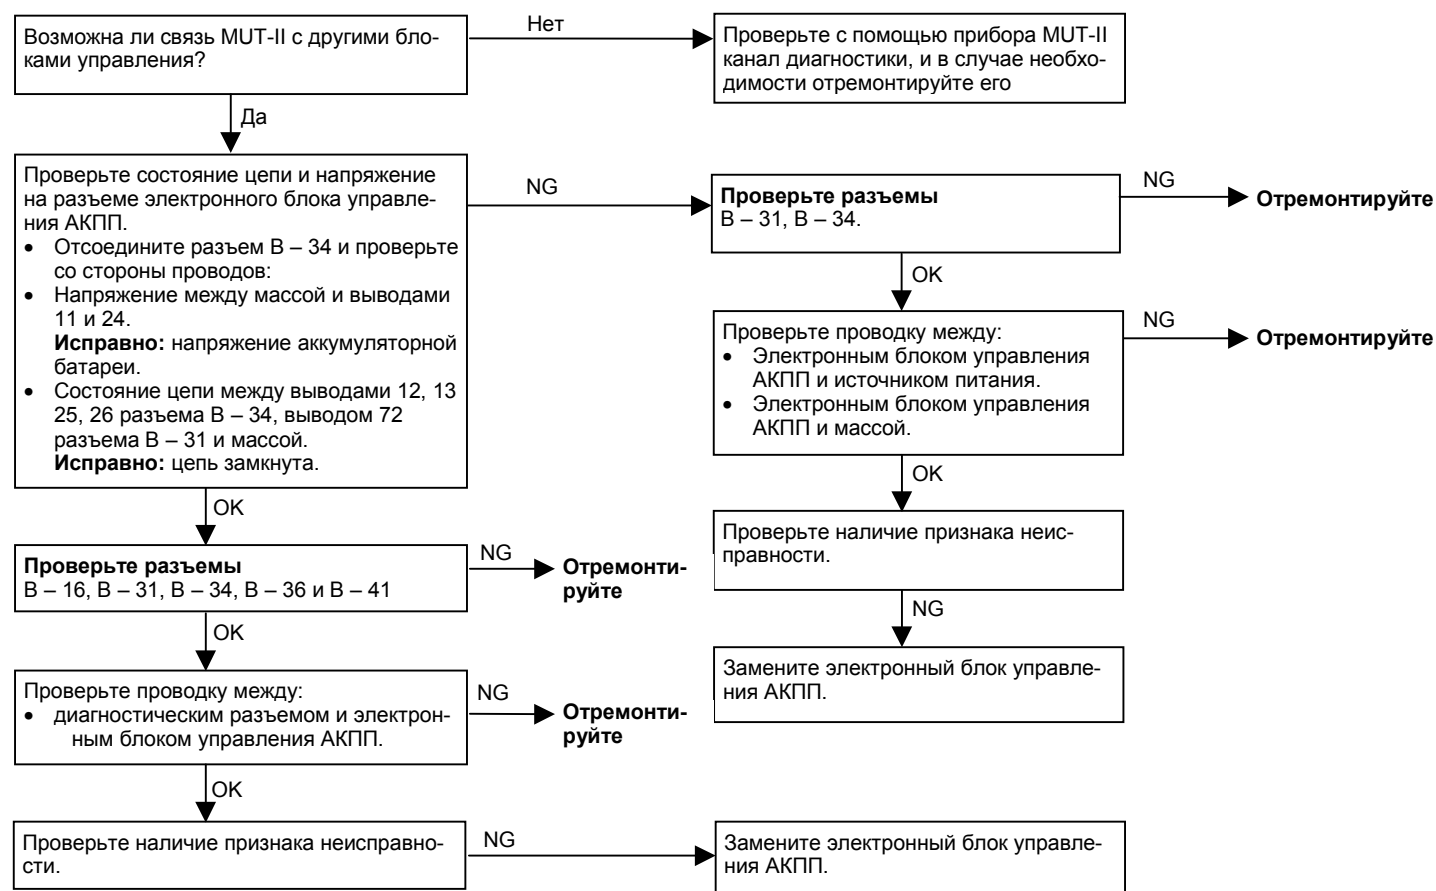 Возможна ли связь MUT-II с другими бло-
ками управления?
Нет
Проверьте с помощью прибора MUT-II
канал диагностики, и в случае необхо-
димости отремонтируйте его
Да
Проверьте состояние цепи и напряжение
на разъеме электронного блока управле-
ния АКПП.
• Отсоедините разъем В – 34 и проверьте
со стороны проводов:
• Напряжение между массой и выводами
11 и 24.
Исправно: напряжение аккумуляторной
батареи.
• Состояние цепи между выводами 12, 13
25, 26 разъема В – 34, выводом 72
разъема В – 31 и массой.
Исправно: цепь замкнута.
NG
Проверьте разъемы
В – 31, В – 34.
NG
Отремонтируйте
OK
Проверьте проводку между:
• Электронным блоком управления
АКПП и источником питания.
• Электронным блоком управления
АКПП и массой.
NG
Отремонтируйте
OK
Проверьте наличие признака неис-
правности.
NG
Замените электронный блок управле-
ния АКПП.
OK
Проверьте разъемы
В – 16, В – 31, В – 34, В – 36 и В – 41
NG
Отремонти-
руйте
OK
Проверьте проводку между:
• диагностическим разъемом и электрон-
ным блоком управления АКПП.
NG
Отремонти-
руйте
OK
Проверьте наличие признака неисправно-
сти.
NG
Замените электронный блок управле-
ния АКПП.